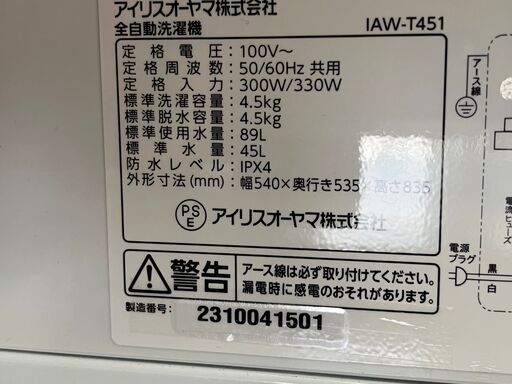 アイリスオーヤマ株式会社
全自動洗濯機 IAW-T451
定格電圧：100V～
定格周波数：50/60Hz 共用
定格入力：300W/330W
標準洗濯容量：4.5kg
標準脱水容量：4.5kg
標準使用水量：89L
標準水量：45L
防水レベル：IPX4
外形寸法(mm)：幅540×奥行き535×高さ835
PS
E
アイリスオーヤマ株式会社
警告
アース線は必ず取り付けてください。
漏電時に感電のおそれがあります。
製造番号：
2310041501
アース線
電流ヒューズ
電源
プラグ
黒
白